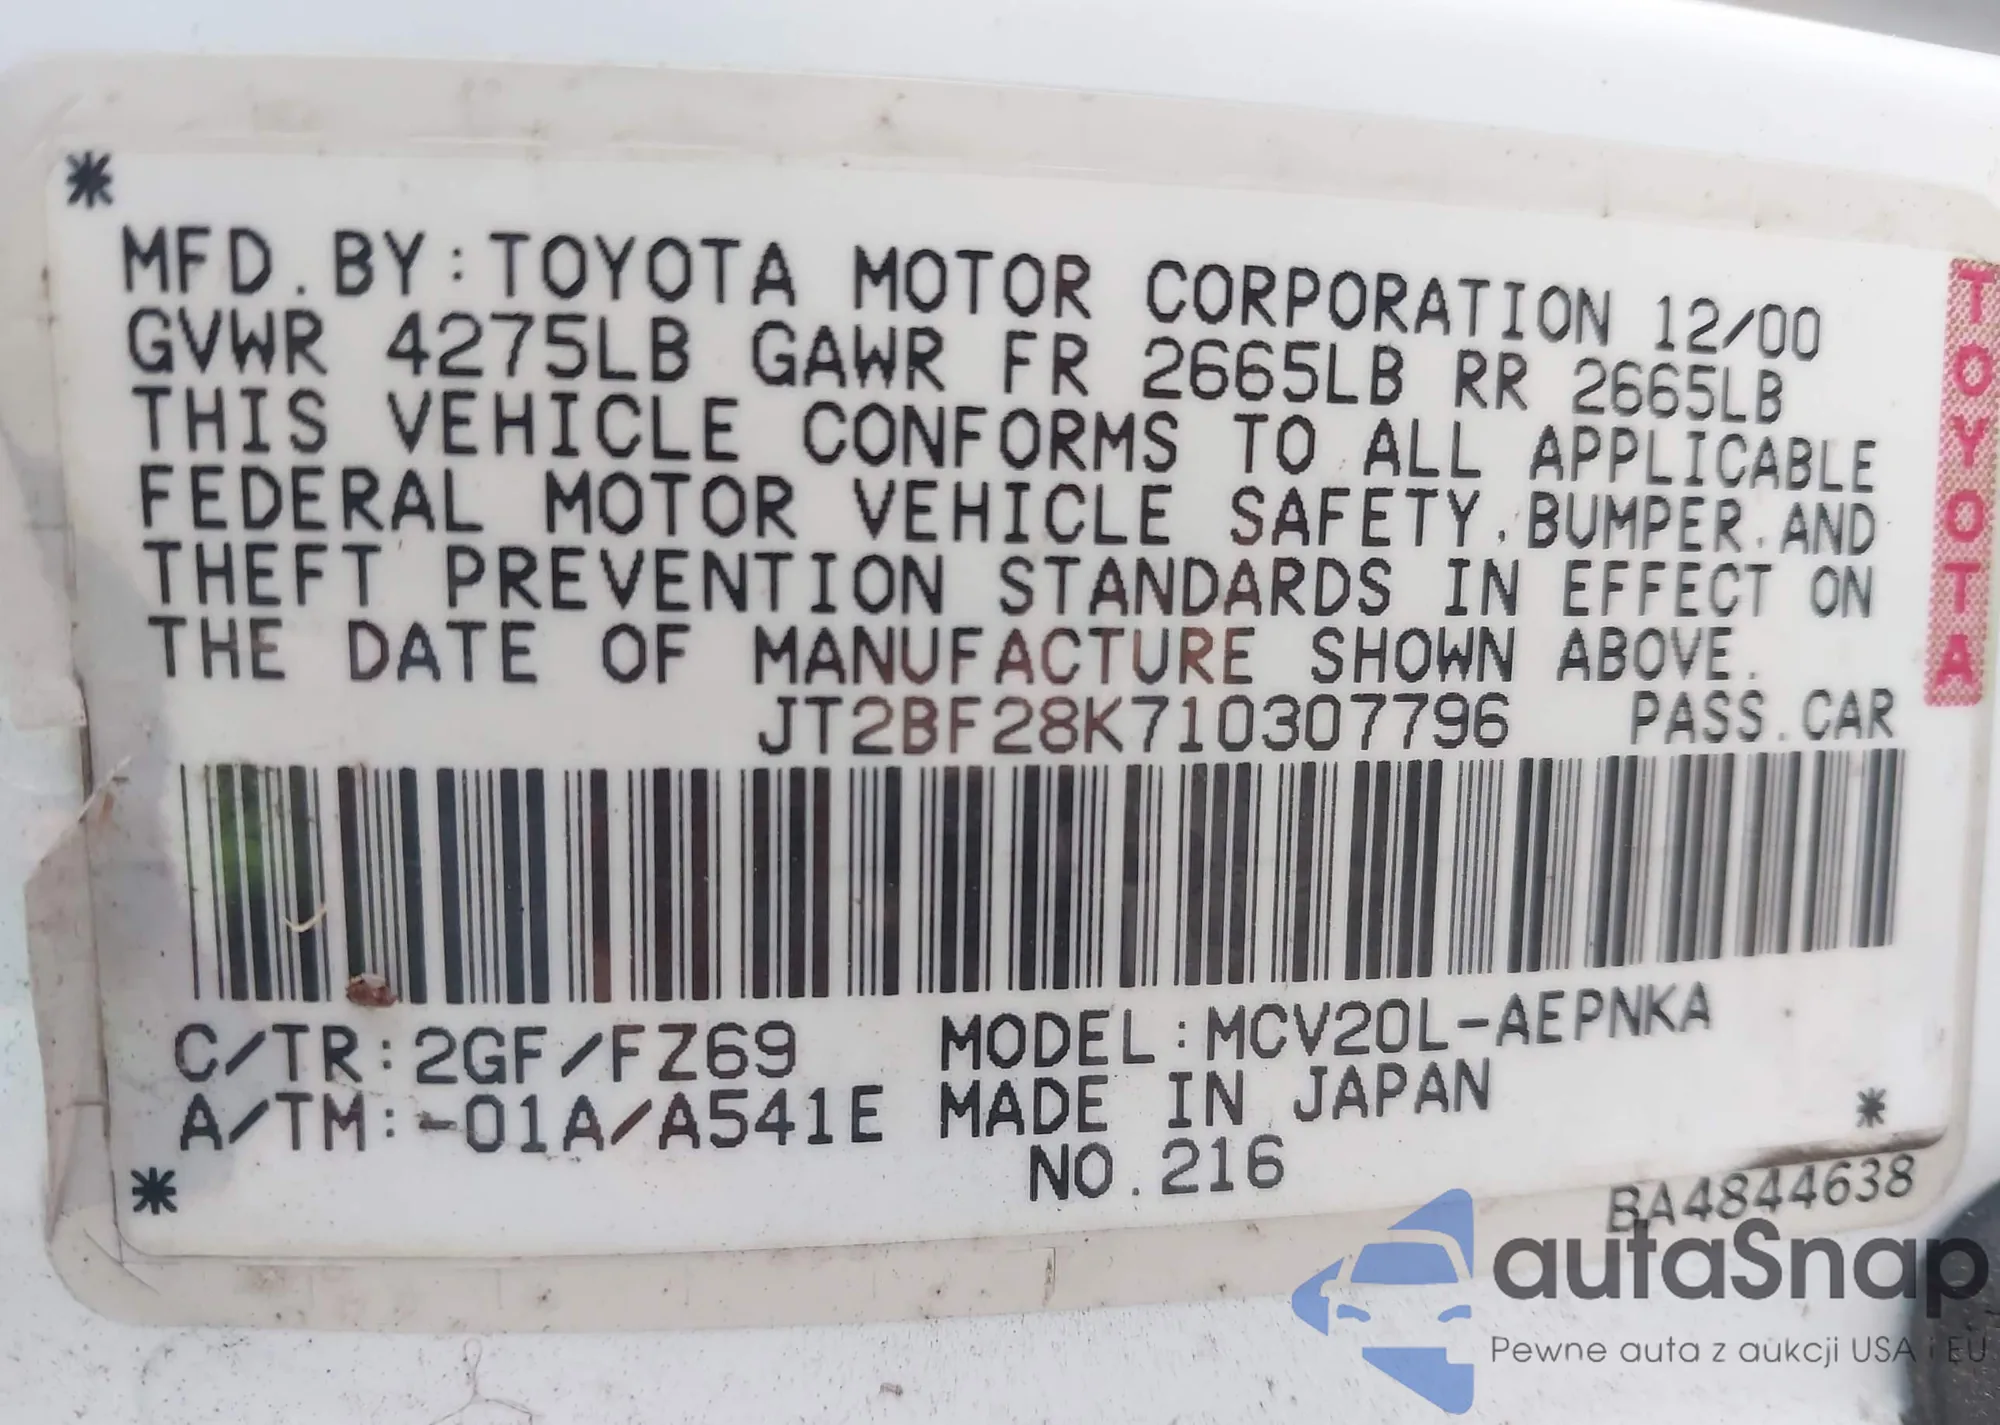 *
MFD.BY:TOYOTA MOTOR CORPORATION 12/00
GVWR 4275LB GAWR FR 2665LB RR 2665LB
THIS VEHICLE CONFORMS TO ALL APPLICABLE
FEDERAL MOTOR VEHICLE SAFETY,BUMPER,AND
THEFT PREVENTION STANDARDS IN EFFECT ON
THE DATE OF MANUFACTURE SHOWN ABOVE.
JT2BF28K710307796 PASS.CAR
TOYOTA
C/TR:2GF/FZ69 MODEL:MCV20L-AEPNKA
A/TM:-01A/A541E MADE IN JAPAN
*
NO.216
*
BA4844638
autaSnap
Pewne auta z aukcji USA i EU